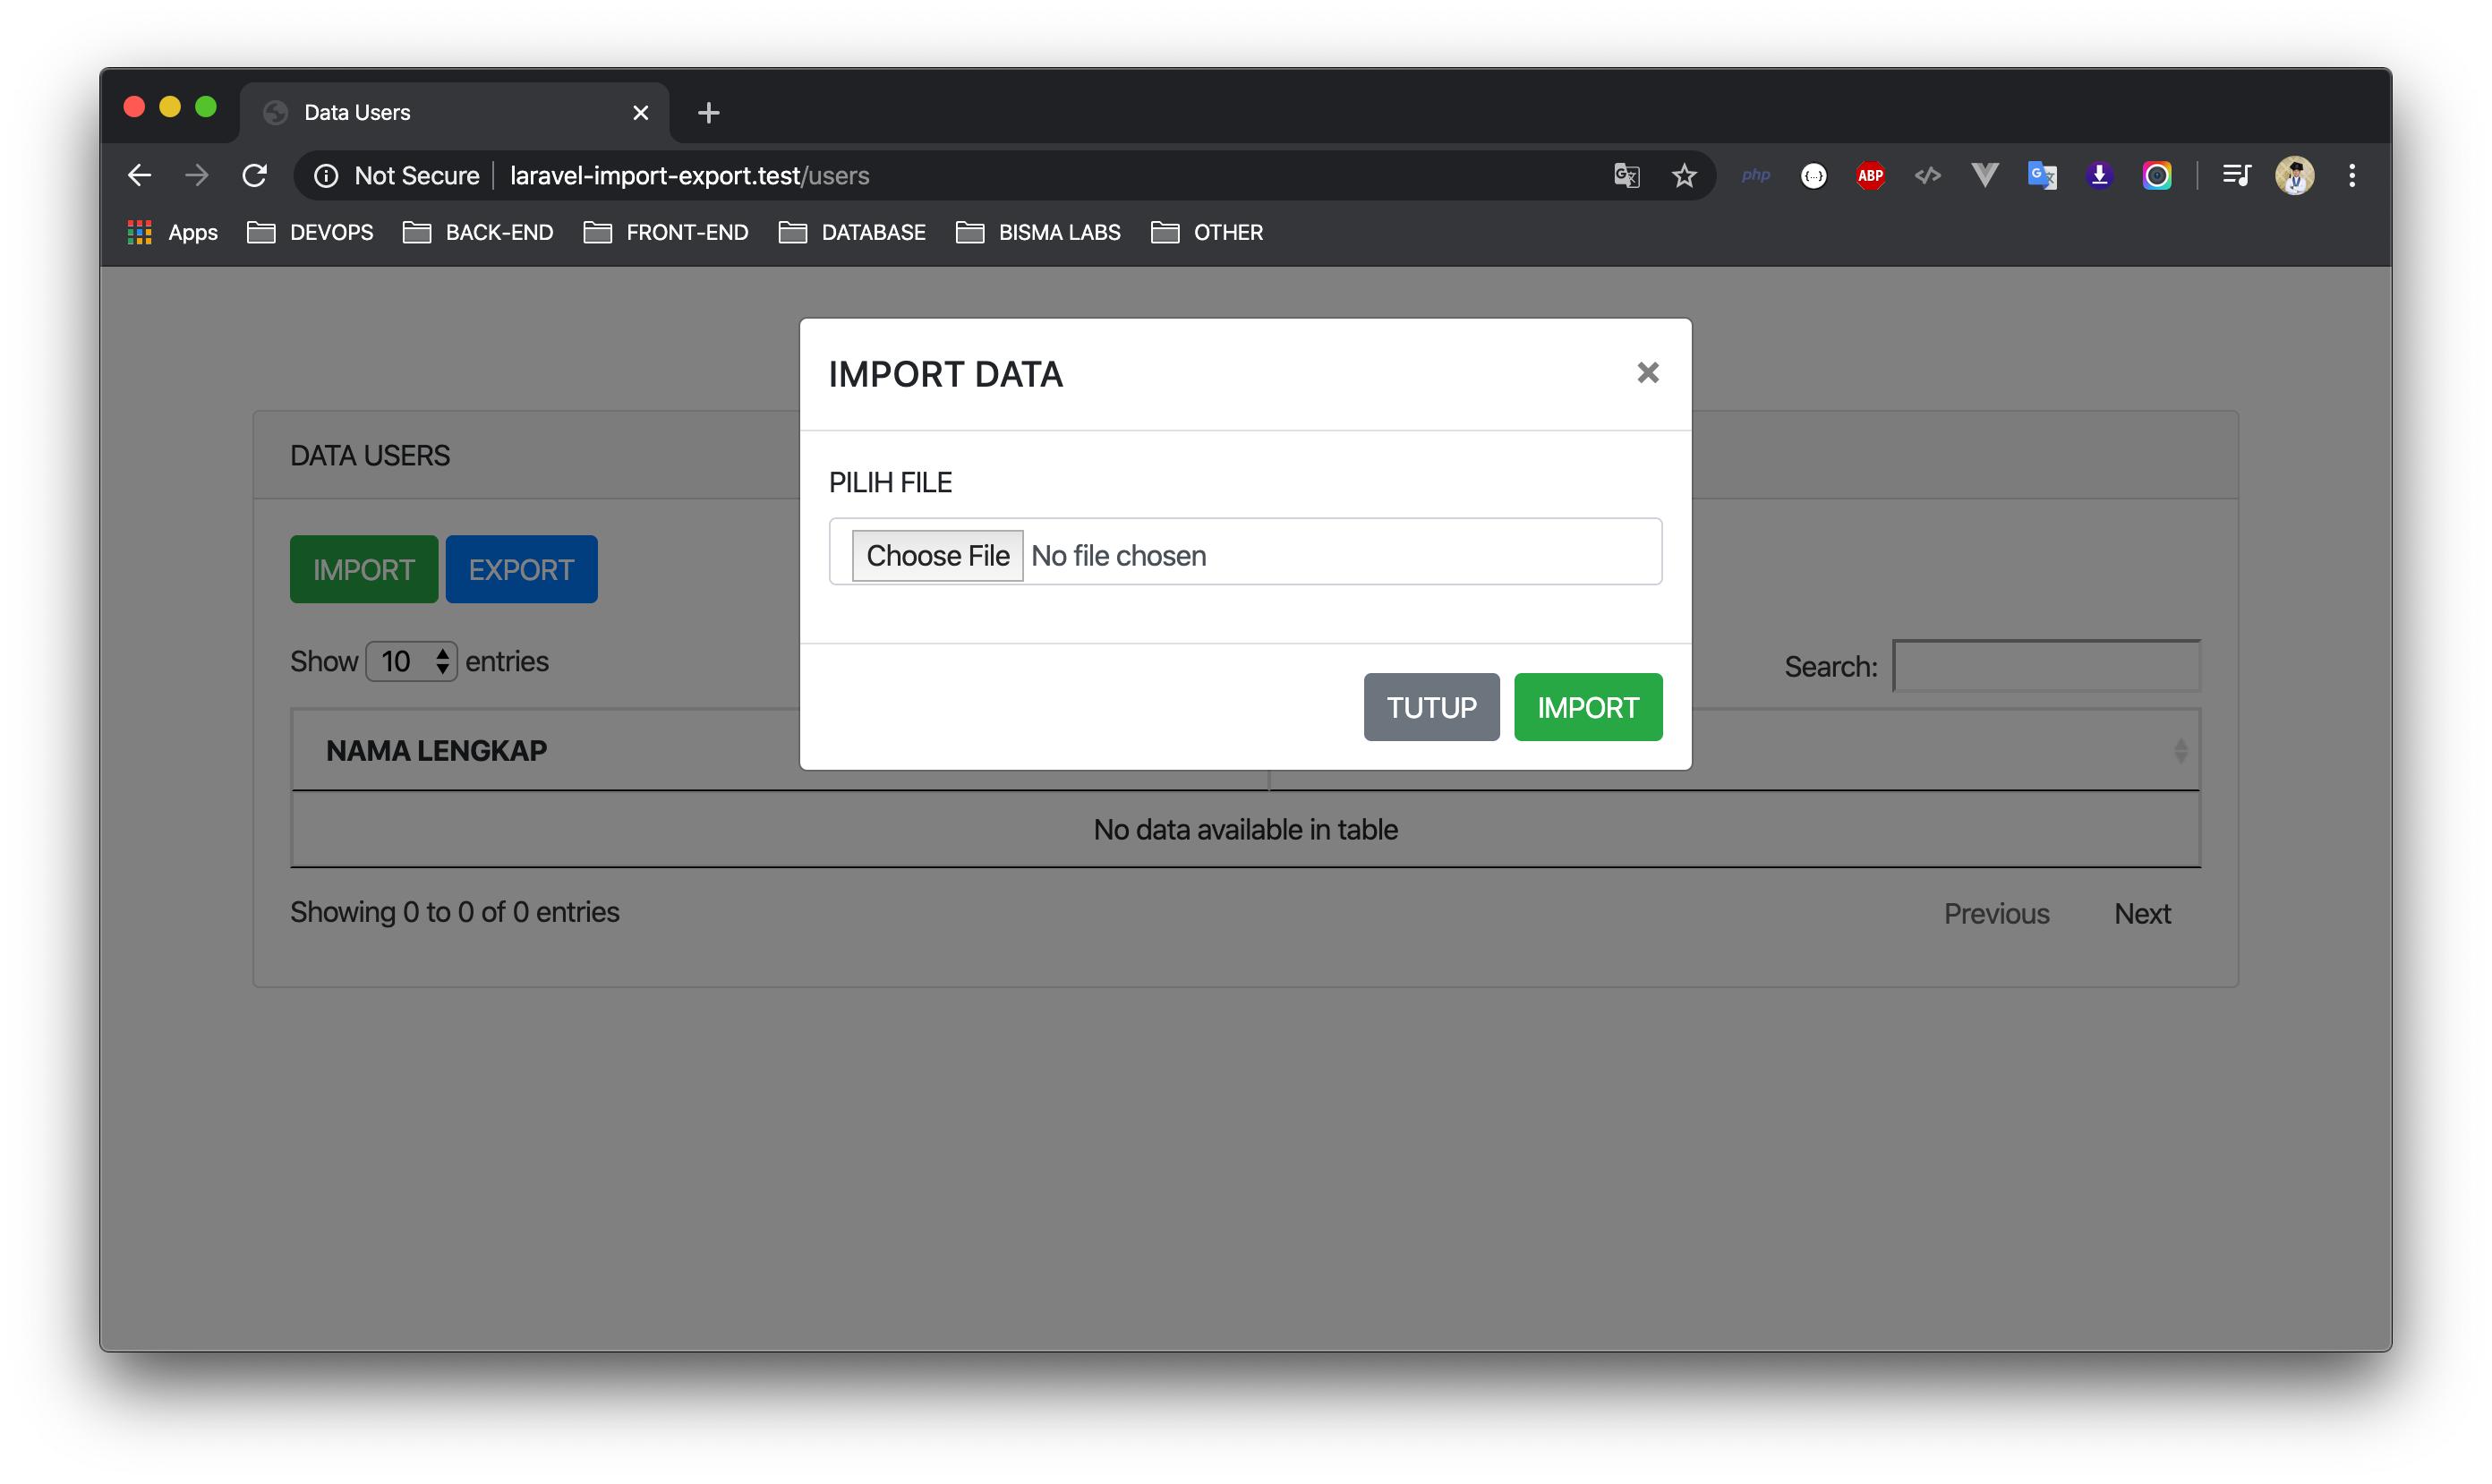 Data Users
Not Secure laravel-import-export.test/users
php {...} ABP </>
Apps DEVOPS BACK-END FRONT-END DATABASE BISMA LABS OTHER
IMPORT DATA
DATA USERS
PILIH FILE
Choose File No file chosen
IMPORT EXPORT
Show 10 entries
Search:
TUTUP IMPORT
NAMA LENGKAP
No data available in table
Showing 0 to 0 of 0 entries
Previous Next